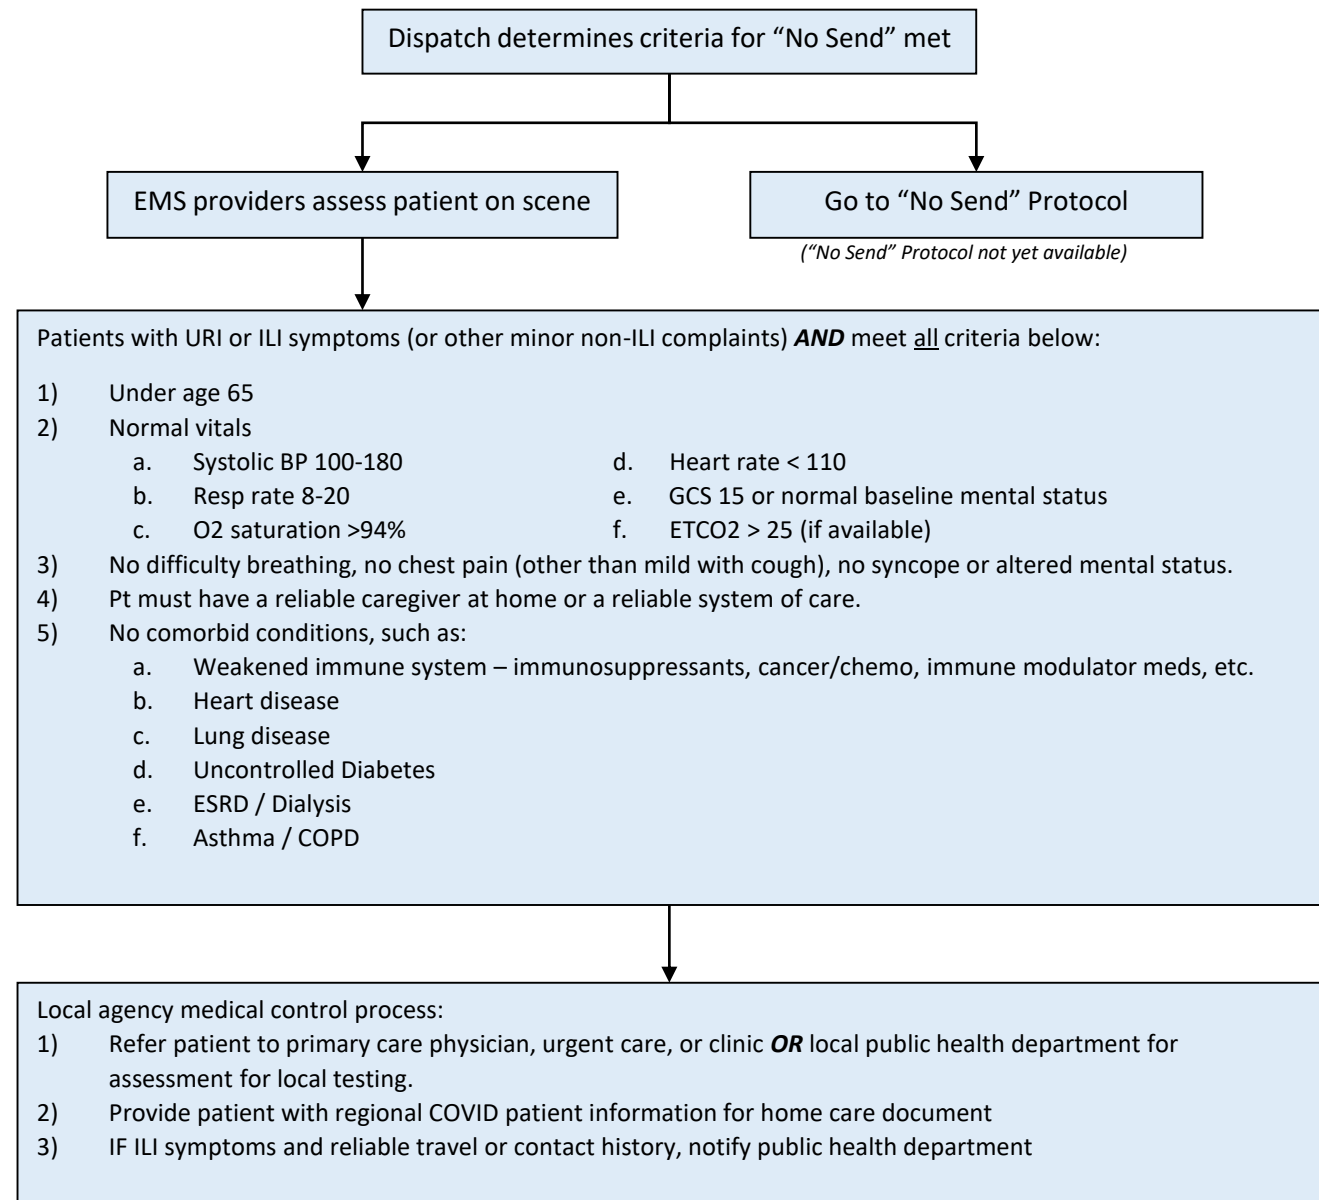 Dispatch determines criteria for “No Send” met
EMS providers assess patient on scene
Go to “No Send” Protocol
(“No Send” Protocol not yet available)
Patients with URI or ILI symptoms (or other minor non-ILI complaints) AND meet all criteria below:
1) Under age 65
2) Normal vitals
a. Systolic BP 100-180
b. Resp rate 8-20
c. O2 saturation >94%
d. Heart rate < 110
e. GCS 15 or normal baseline mental status
f. ETCO2 > 25 (if available)
3) No difficulty breathing, no chest pain (other than mild with cough), no syncope or altered mental status.
4) Pt must have a reliable caregiver at home or a reliable system of care.
5) No comorbid conditions, such as:
a. Weakened immune system – immunosuppressants, cancer/chemo, immune modulator meds, etc.
b. Heart disease
c. Lung disease
d. Uncontrolled Diabetes
e. ESRD / Dialysis
f. Asthma / COPD
Local agency medical control process:
1) Refer patient to primary care physician, urgent care, or clinic OR local public health department for
assessment for local testing.
2) Provide patient with regional COVID patient information for home care document
3) IF ILI symptoms and reliable travel or contact history, notify public health department